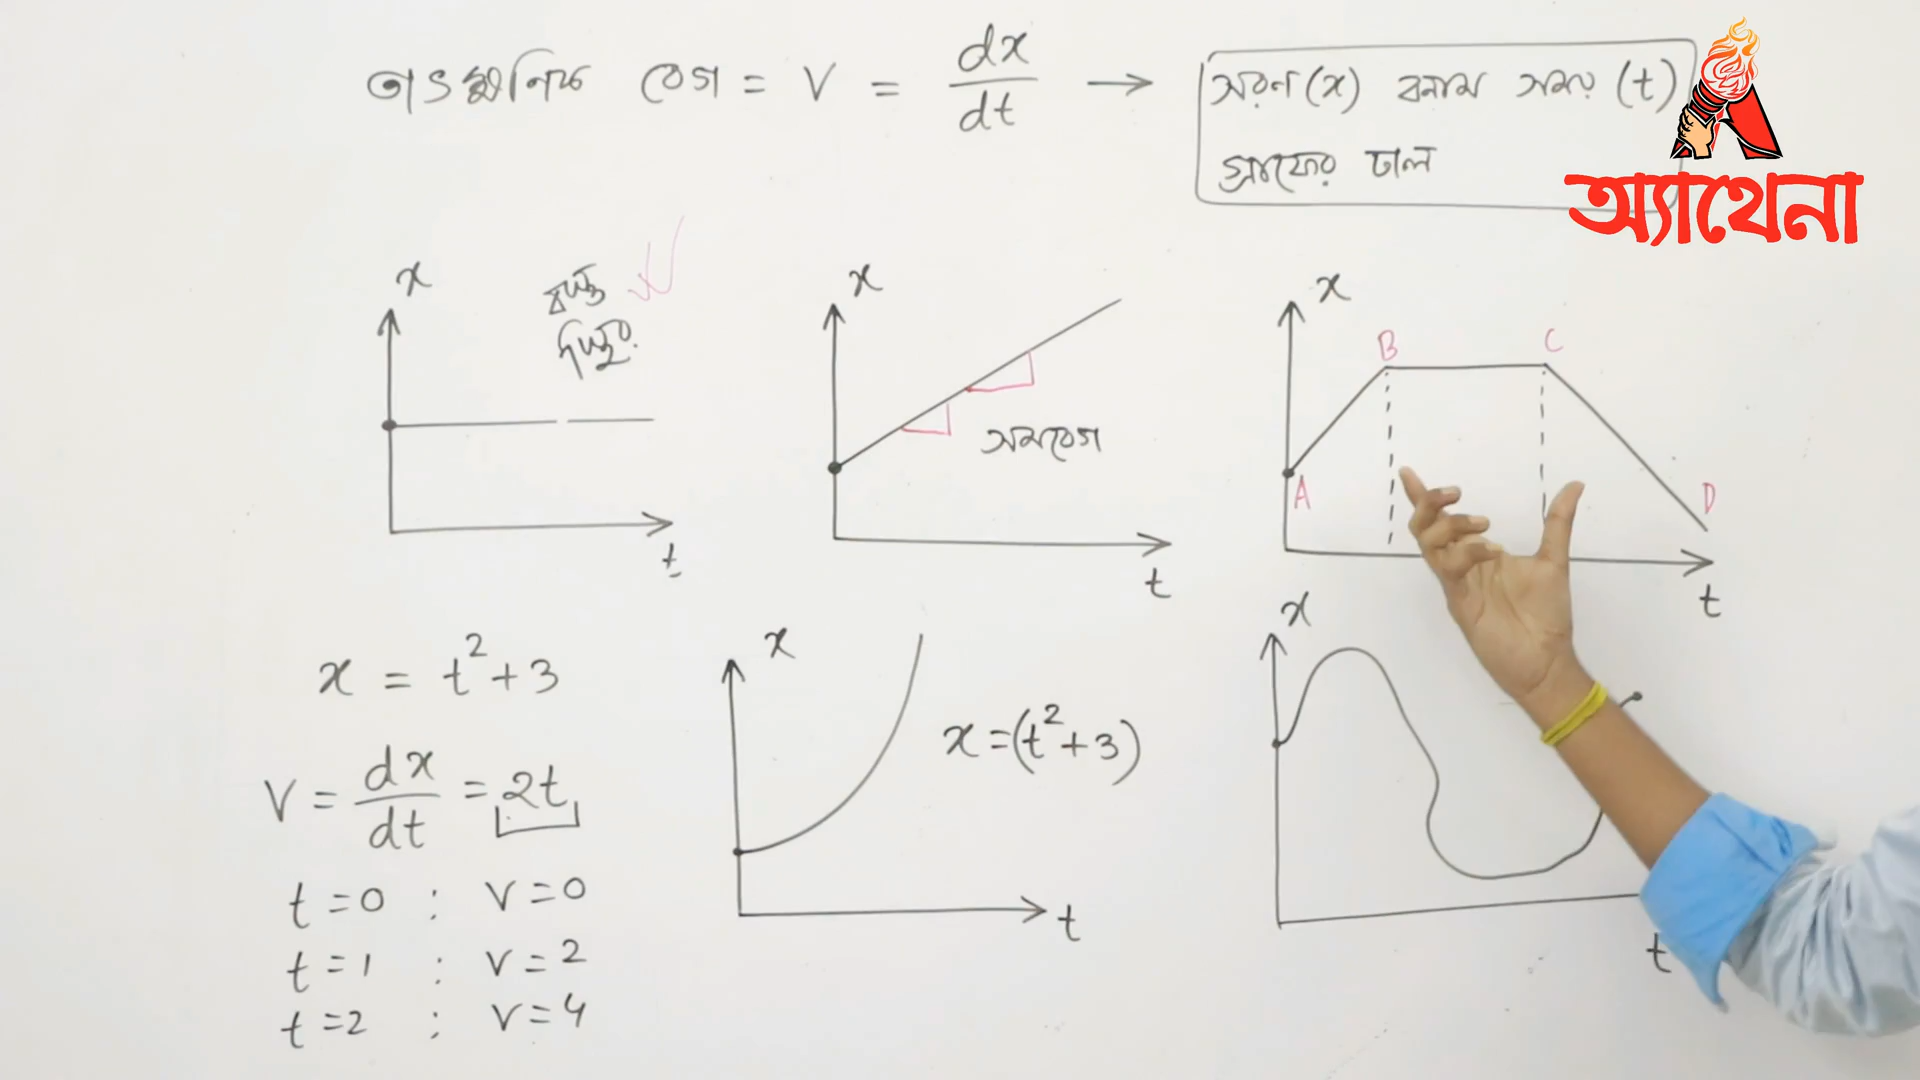 তাৎক্ষণিক বেগ = v = dx/dt → সরণ (x) বনাম সময় (t)
গ্রাফের ঢাল
অ্যাথেনা
x
বস্তু
স্থির
t
x
সমবেগ
t
x
A
B
C
D
t
x = t² + 3
v = dx/dt = 2t
t = 0 : v = 0
t = 1 : v = 2
t = 2 : v = 4
x
x = (t² + 3)
t
x
t